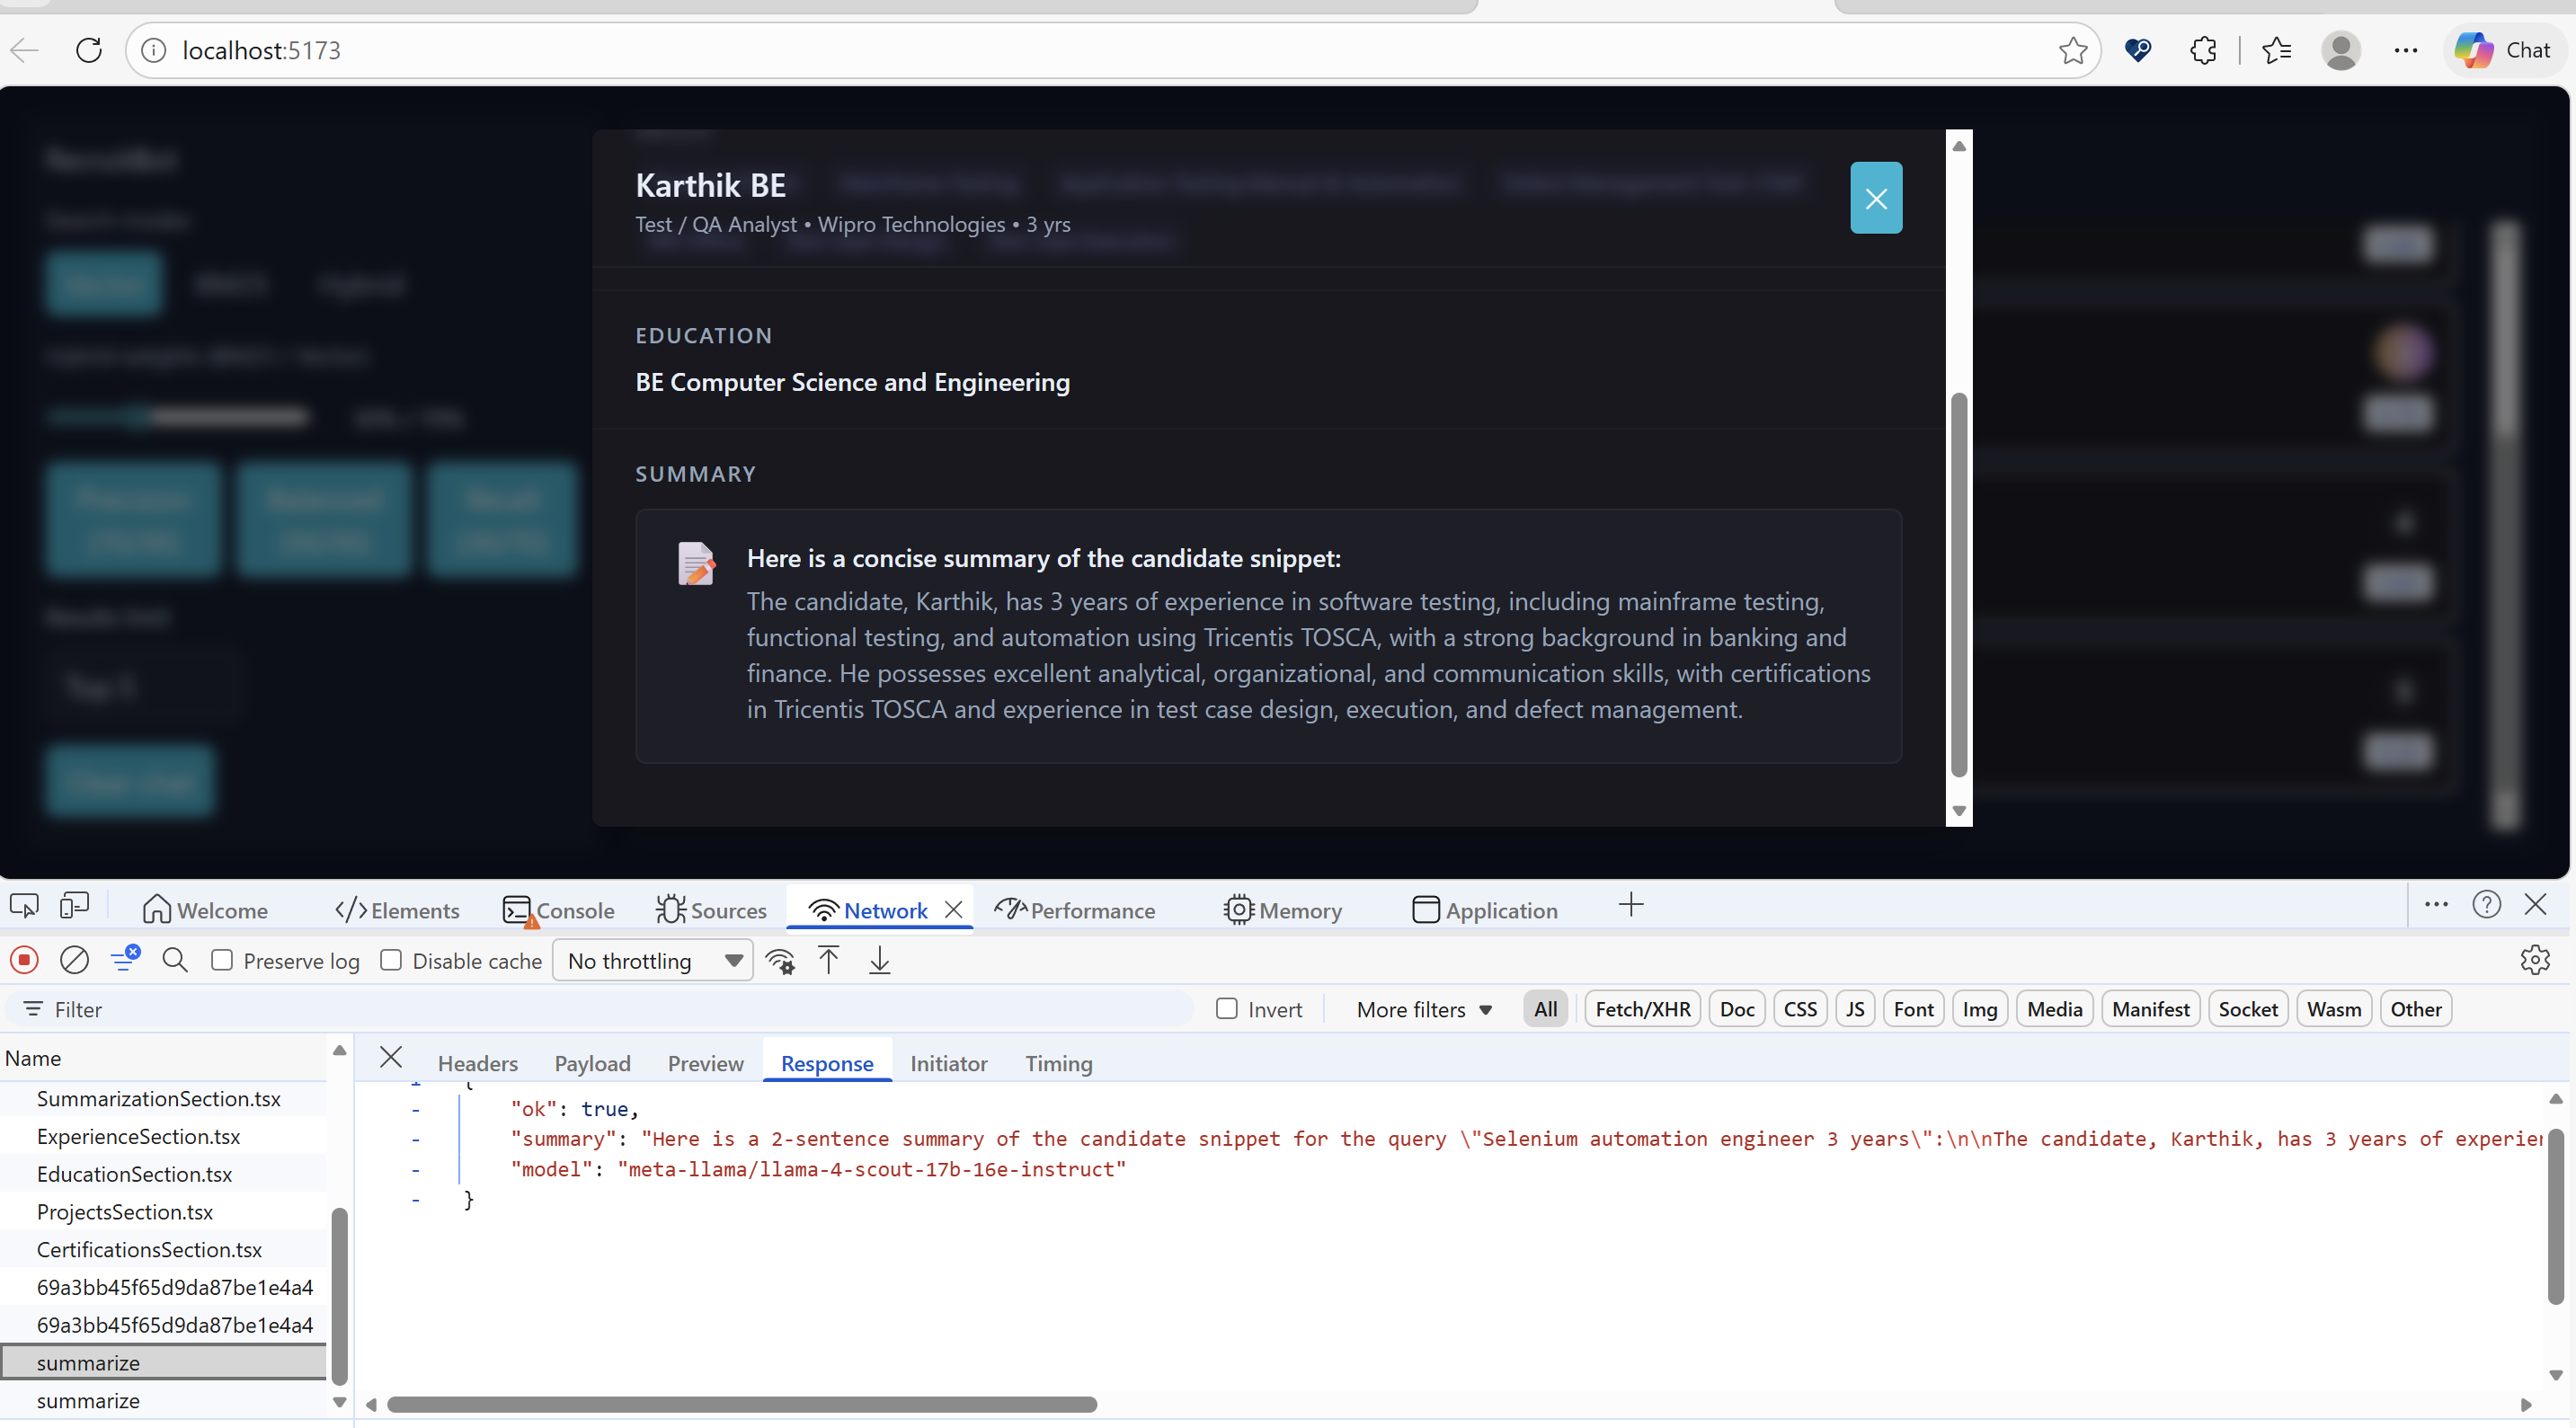 localhost:5173
Chat
Karthik BE
Test / QA Analyst • Wipro Technologies • 3 yrs
EDUCATION
BE Computer Science and Engineering
SUMMARY
Here is a concise summary of the candidate snippet:
The candidate, Karthik, has 3 years of experience in software testing, including mainframe testing,
functional testing, and automation using Tricentis TOSCA, with a strong background in banking and
finance. He possesses excellent analytical, organizational, and communication skills, with certifications
in Tricentis TOSCA and experience in test case design, execution, and defect management.
Welcome
Elements
Console
Sources
Network
Performance
Memory
Application
Preserve log
Disable cache
No throttling
Filter
Invert
More filters
All
Fetch/XHR
Doc
CSS
JS
Font
Img
Media
Manifest
Socket
Wasm
Other
Name
Headers
Payload
Preview
Response
Initiator
Timing
SummarizationSection.tsx
ExperienceSection.tsx
EducationSection.tsx
ProjectsSection.tsx
CertificationsSection.tsx
69a3bb45f65d9da87be1e4a4
69a3bb45f65d9da87be1e4a4
summarize
summarize
{
- "ok": true,
- "summary": "Here is a 2-sentence summary of the candidate snippet for the query \"Selenium automation engineer 3 years\":\n\nThe candidate, Karthik, has 3 years of
- "model": "meta-llama/llama-4-scout-17b-16e-instruct"
- }